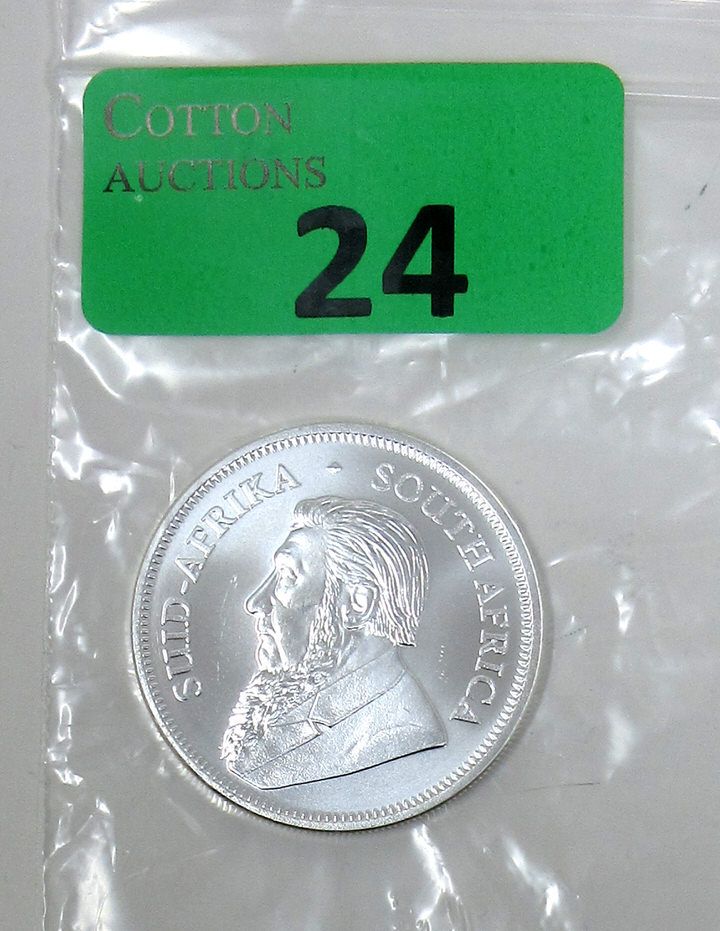 COTTON
AUCTIONS
24
SUID-AFRIKA · SOUTH AFRICA